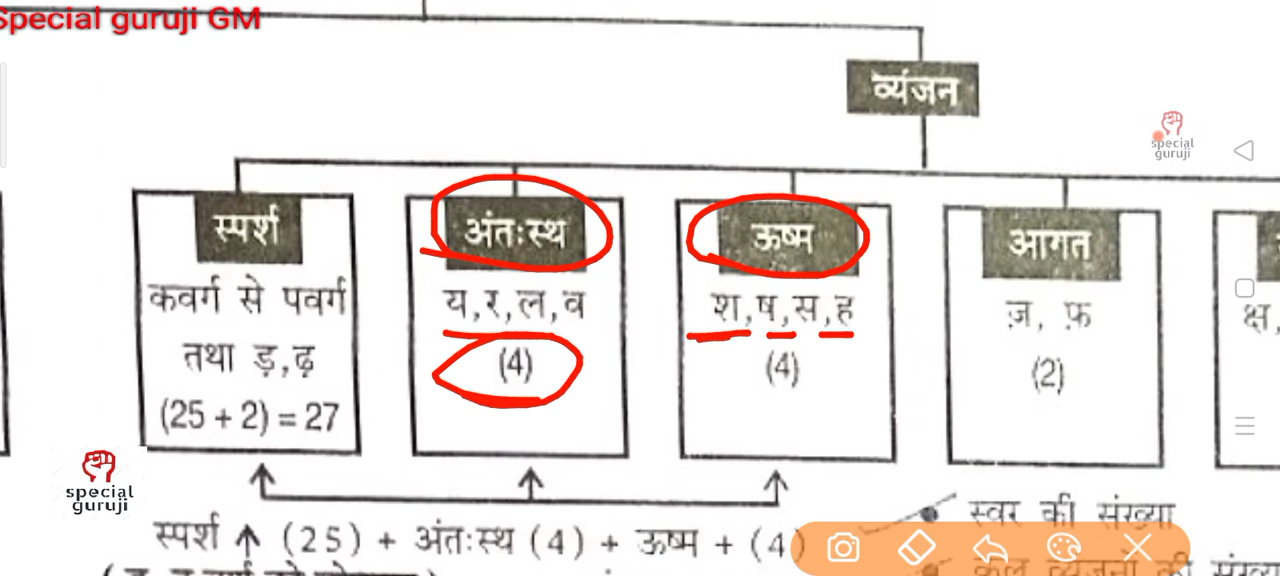 Special guruji GM
व्यंजन
special
guruji
स्पर्श
कवर्ग से पवर्ग
तथा ड़,ढ़
(25 + 2) = 27
अंतःस्थ
य,र,ल,व
(4)
ऊष्म
श,ष,स,ह
(4)
आगत
ज़, फ़
(2)
क्ष,
special
guruji
स्पर्श (25) + अंतःस्थ (4) + ऊष्म + (4)
स्वर की संख्या